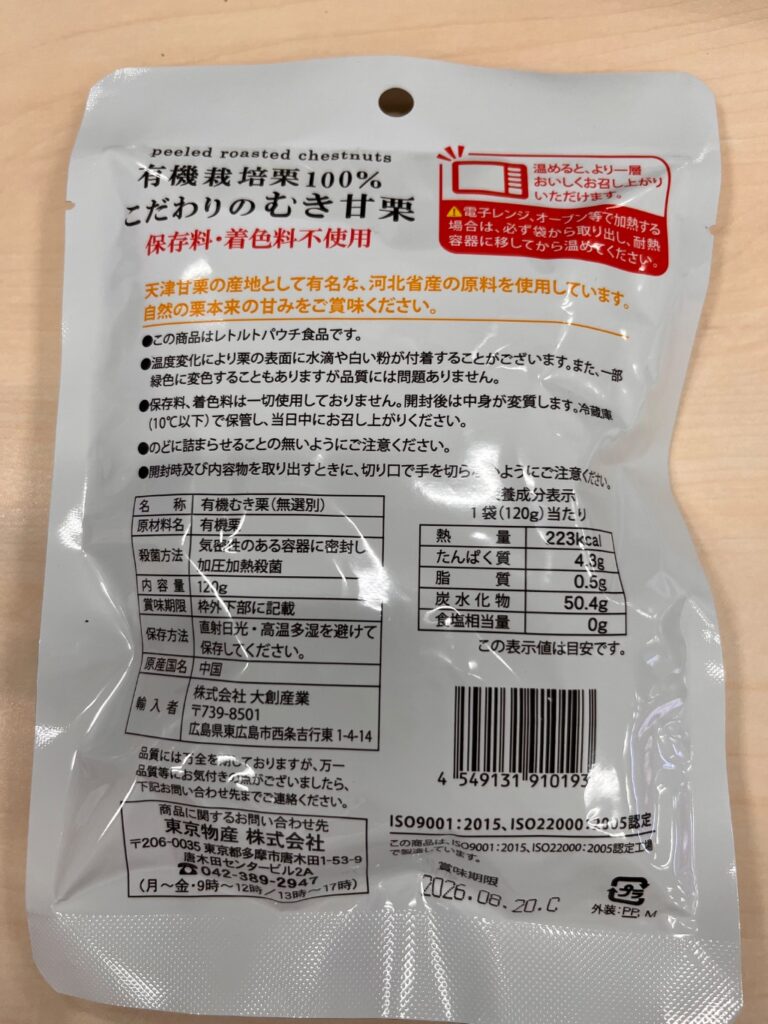 peeled roasted chestnuts
有機栽培栗100%
こだわりのむき甘栗
保存料・着色料不使用
温めると、より一層
おいしくお召し上がり
いただけます。
電子レンジ、オーブン等で加熱する
場合は、必ず袋から取り出し、耐熱
容器に移してから温めてください。
天津甘栗の産地として有名な、河北省産の原料を使用しています。
自然の栗本来の甘みをご賞味ください。
●この商品はレトルトパウチ食品です。
●温度変化により栗の表面に水滴や白い粉が付着することがございます。また、一部
緑色に変色することもありますが品質には問題ありません。
●保存料、着色料は一切使用しておりません。開封後は中身が変質します。冷蔵庫
(10℃以下)で保管し、当日中にお召し上がりください。
●のどに詰まらせることの無いようにご注意ください。
●開封時及び内容物を取り出すときに、切り口で手を切らないようにご注意ください。
名称 有機むき栗(無選別)
原材料名 有機栗
殺菌方法 気密性のある容器に密封し
加圧加熱殺菌
内容量 120g
賞味期限 枠外下部に記載
保存方法 直射日光・高温多湿を避けて
保存してください。
原産国名 中国
輸入者 株式会社 大創産業
〒739-8501
広島県東広島市西条吉行東1-4-14
栄養成分表示
1袋(120g)当たり
熱量 223kcal
たんぱく質 4.3g
脂質 0.5g
炭水化物 50.4g
食塩相当量 0g
この表示値は目安です。
4 549131 910193
品質には万全を期しておりますが、万一
品質等にお気付きの点がございましたら、
下記お問い合わせ先までご連絡ください。
商品に関するお問い合わせ先
東京物産 株式会社
〒206-0035 東京都多摩市唐木田1-53-9
唐木田センタービル2A
☎042-389-2947
(月～金・9時～12時/13時～17時)
ISO9001:2015、ISO22000:2005認定
この商品は、ISO9001:2015、ISO22000:2005認定工場
で製造しています。
賞味期限
2026.08.20.C
プラ
外装:PP, M